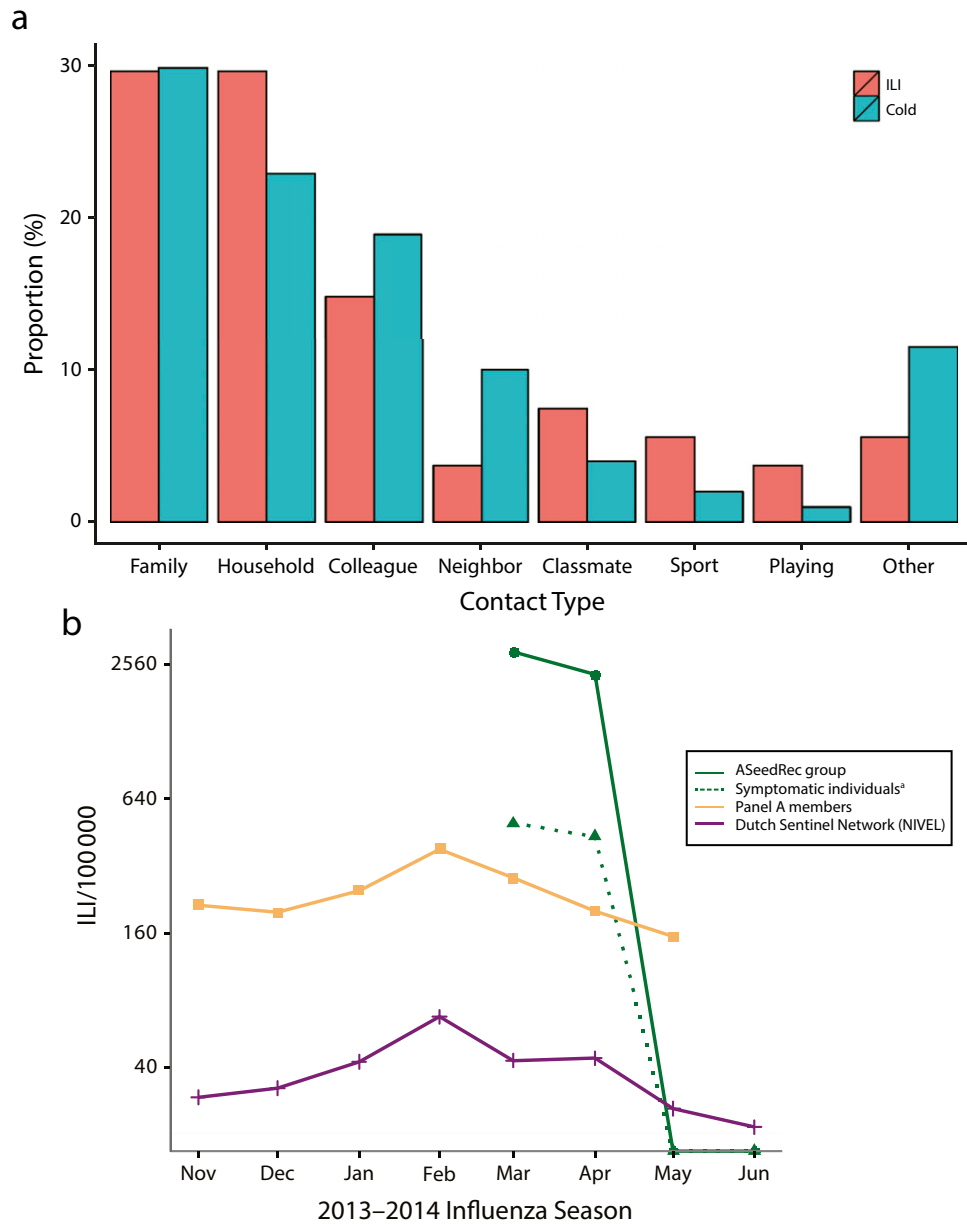 a
30
20
10
0
Proportion (%)
ILI
Cold
Family Household Colleague Neighbor Classmate Sport Playing Other
Contact Type
b
2560
640
160
40
ILI/100 000
ASeedRec group
Symptomatic individualsᵃ
Panel A members
Dutch Sentinel Network (NIVEL)
Nov Dec Jan Feb Mar Apr May Jun
2013–2014 Influenza Season